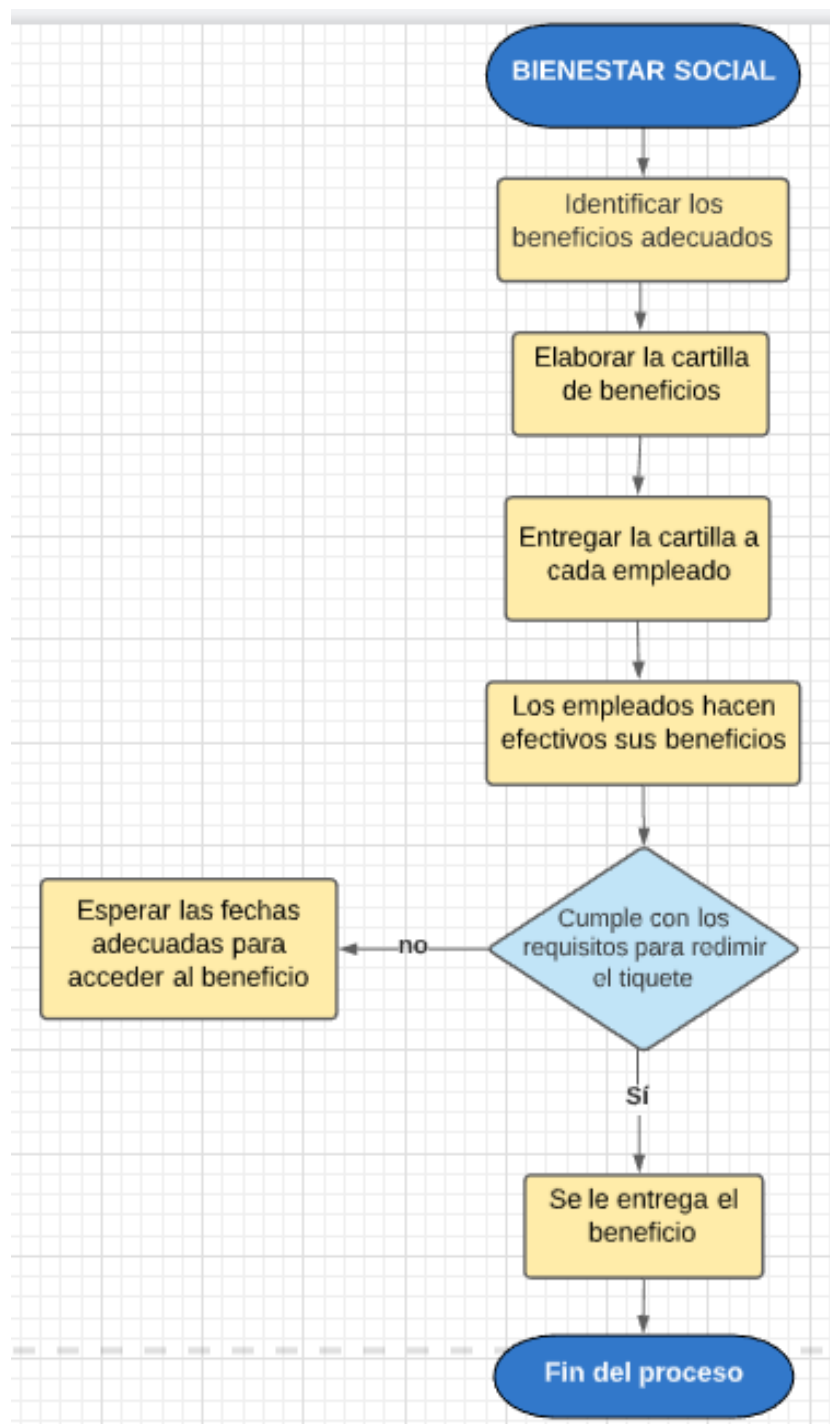 BIENESTAR SOCIAL
Identificar los
beneficios adecuados
Elaborar la cartilla
de beneficios
Entregar la cartilla a
cada empleado
Los empleados hacen
efectivos sus beneficios
Cumple con los
requisitos para redimir
el tiquete
no
Esperar las fechas
adecuadas para
acceder al beneficio
Sí
Se le entrega el
beneficio
Fin del proceso